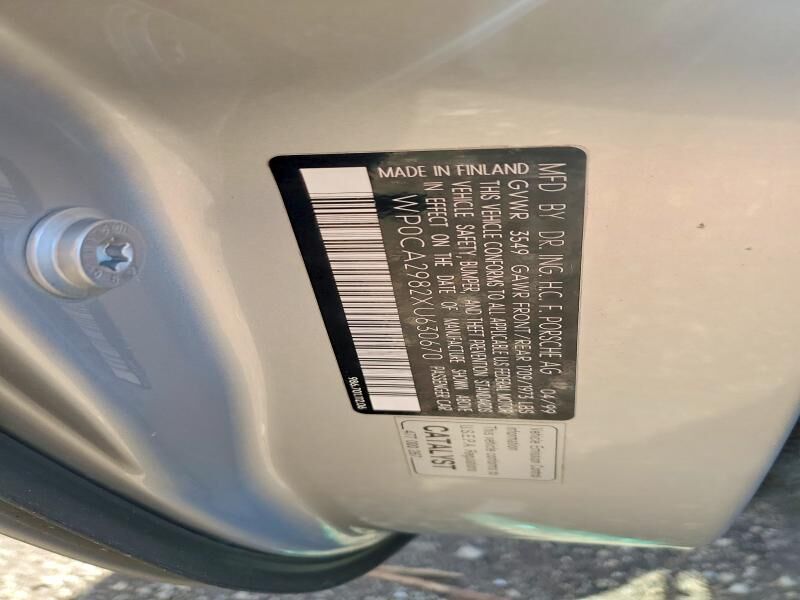 MFD BY DR. ING. H.C. F. PORSCHE AG 04/99
GVWR 3549 GAWR FRONT/REAR 1709/1973 LBS
THIS VEHICLE CONFORMS TO ALL APPLICABLE U.S. FEDERAL MOTOR
VEHICLE SAFETY, BUMPER, AND THEFT PREVENTION STANDARDS
IN EFFECT ON THE DATE OF MANUFACTURE SHOWN ABOVE
MADE IN FINLAND
PASSENGER CAR
WP0CA2982XU630670
Vehicle Emission Control
Information
This vehicle conforms to
U.S.E.P.A. Regulations
CATALYST